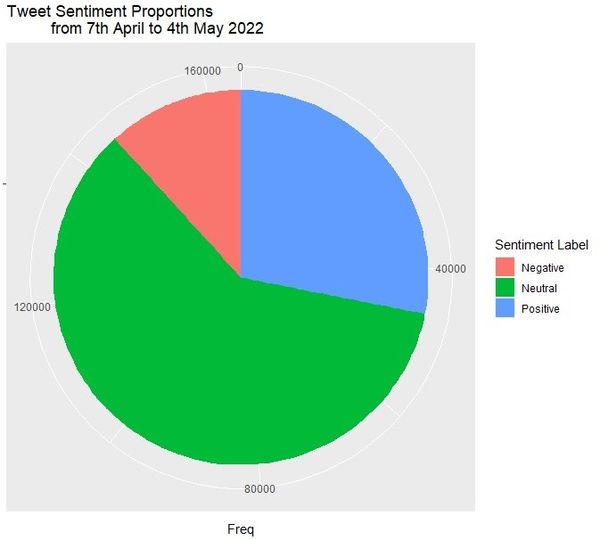 Tweet Sentiment Proportions
from 7th April to 4th May 2022
160000
0
40000
120000
80000
Freq
Sentiment Label
Negative
Neutral
Positive